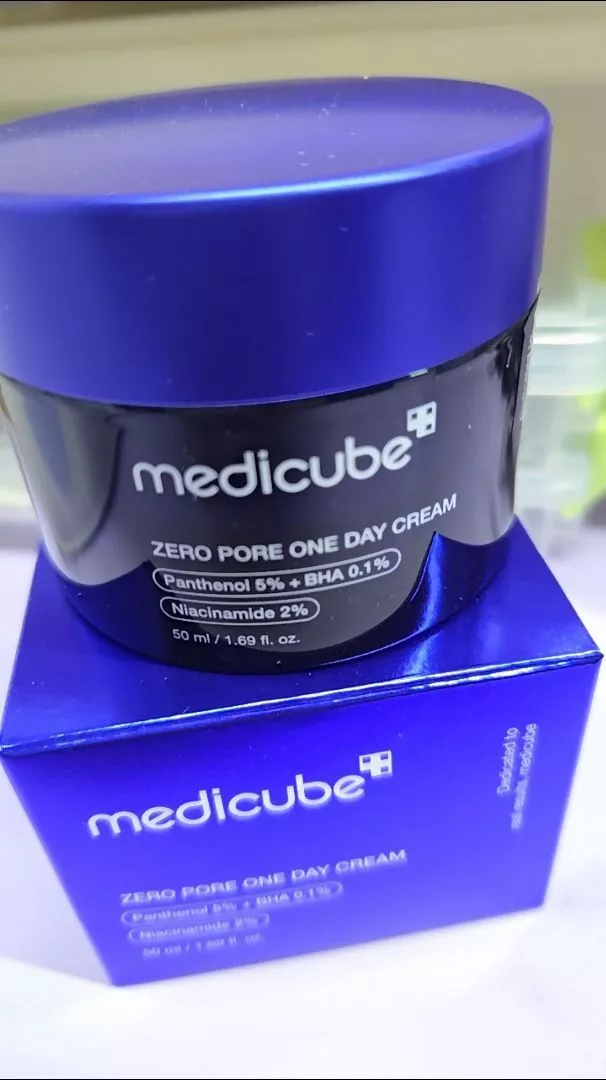 medicube
ZERO PORE ONE DAY CREAM
Panthenol 5% + BHA 0.1%
Niacinamide 2%
50 ml / 1.69 fl. oz.
medicube
ZERO PORE ONE DAY CREAM
Panthenol 5% + BHA 0.1%
Niacinamide 2%
50 ml / 1.69 fl. oz.
Dedicated to
real results, medicube